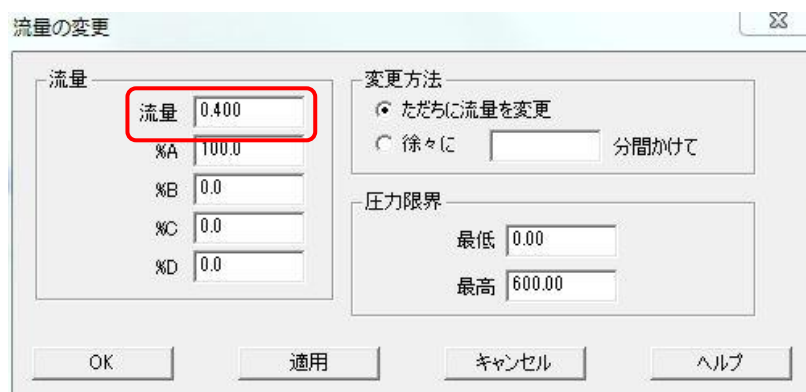 流量の変更
流量
流量 0.400
%A 100.0
%B 0.0
%C 0.0
%D 0.0
変更方法
ただちに流量を変更
徐々に 分間かけて
圧力限界
最低 0.00
最高 600.00
OK 適用 キャンセル ヘルプ